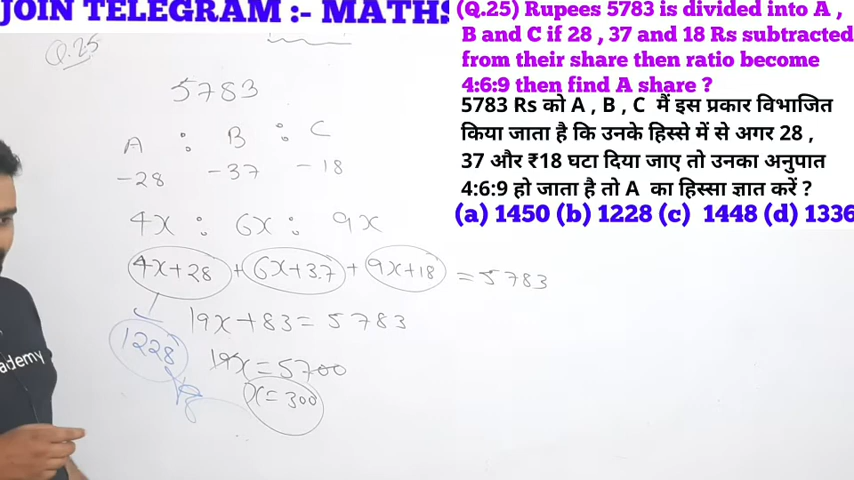 JOIN TELEGRAM :- MATHS
(Q.25) Rupees 5783 is divided into A ,
B and C if 28 , 37 and 18 Rs subtracted
from their share then ratio become
4:6:9 then find A share ?
5783 Rs को A , B , C मैं इस प्रकार विभाजित
किया जाता है कि उनके हिस्से में से अगर 28 ,
37 और ₹18 घटा दिया जाए तो उनका अनुपात
4:6:9 हो जाता है तो A का हिस्सा ज्ञात करें ?
(a) 1450 (b) 1228 (c) 1448 (d) 1336
Q.25
5783
A : B : C
-28 -37 -18
4x : 6x : 9x
4x+28 + 6x+37 + 9x+18 = 5783
19x+83 = 5783
1228
19x = 5700
x = 300
ademy